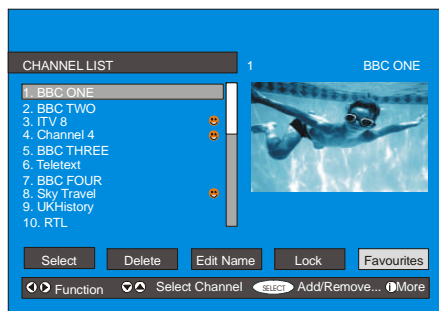 CHANNEL LIST
1 BBC ONE
1. BBC ONE
2. BBC TWO
3. ITV 8
4. Channel 4
5. BBC THREE
6. Teletext
7. BBC FOUR
8. Sky Travel
9. UKHistory
10. RTL
Select Delete Edit Name Lock Favourites
Function Select Channel SELECT Add/Remove... i More